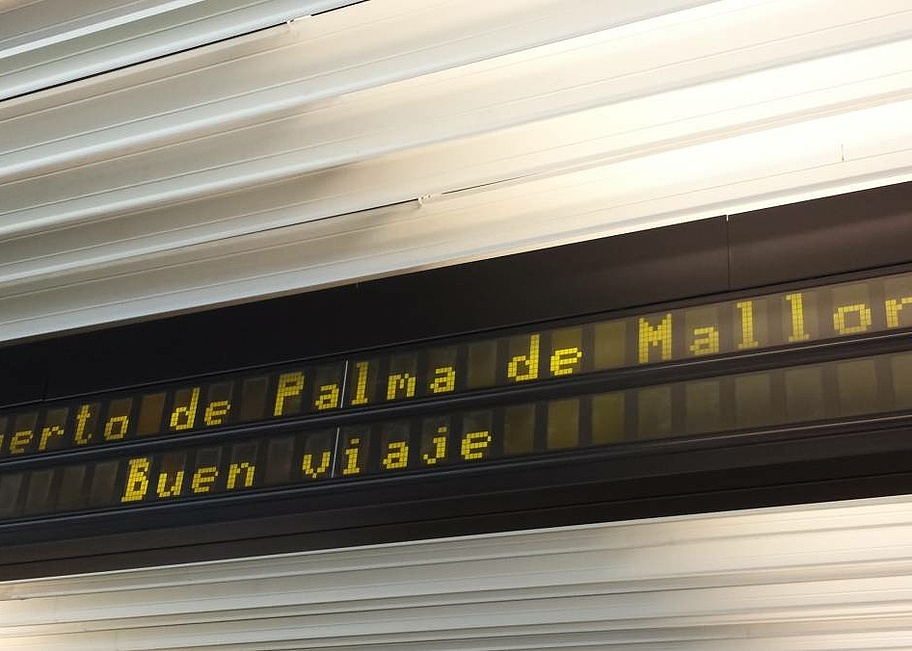 erto de Palma de Mallor
Buen viaje